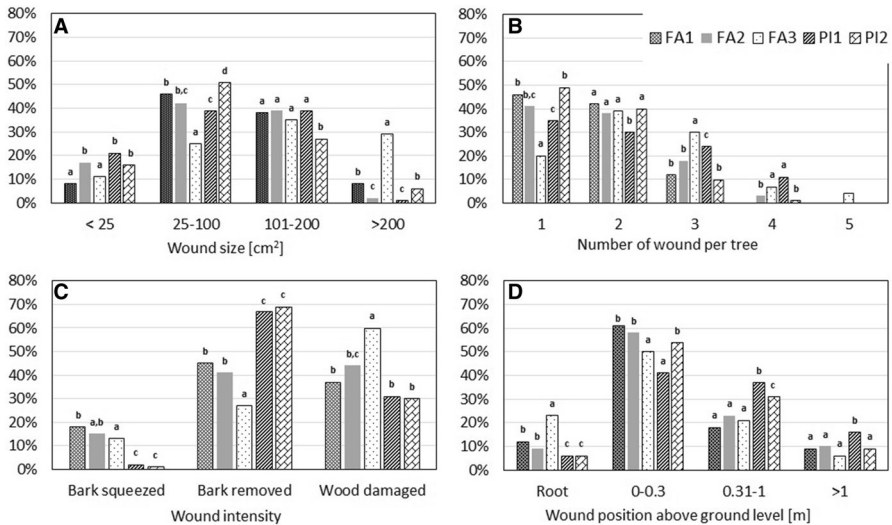 A
80%
70%
60%
50%
40%
30%
20%
10%
0%
a b a b b
b b,c a c d
a a a a b
b c a c b
< 25 25-100 101-200 >200
Wound size [cm²]
B
FA1 FA2 FA3 PI1 PI2
80%
70%
60%
50%
40%
30%
20%
10%
0%
b b,c a c b
a a a b a
b b a c b
b a a b
1 2 3 4 5
Number of wound per tree
C
80%
70%
60%
50%
40%
30%
20%
10%
0%
b a,b a c c
b b a c c
b b,c a b b
Bark squeezed Bark removed Wood damaged
Wound intensity
D
80%
70%
60%
50%
40%
30%
20%
10%
0%
b b a c c
b b a a b
a a a b c
a a a b a
Root 0-0.3 0.31-1 >1
Wound position above ground level [m]